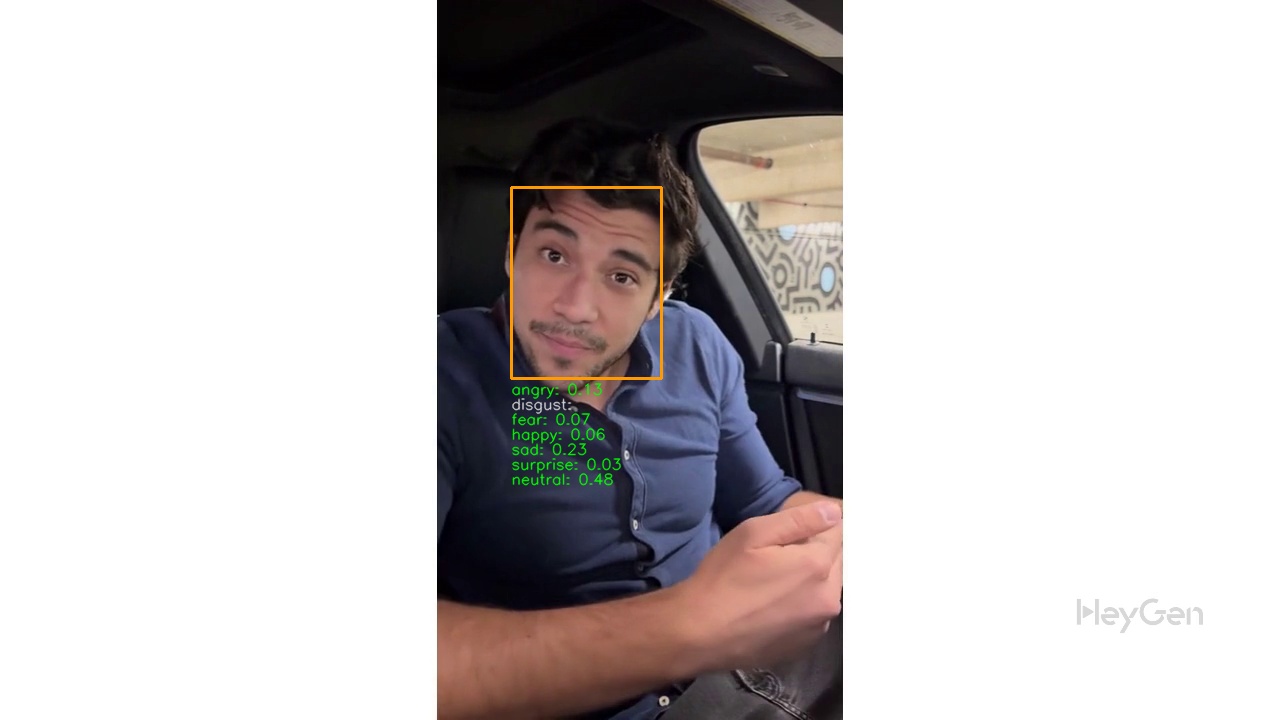 angry: 0.13
disgust:
fear: 0.07
happy: 0.06
sad: 0.23
surprise: 0.03
neutral: 0.48
HeyGen